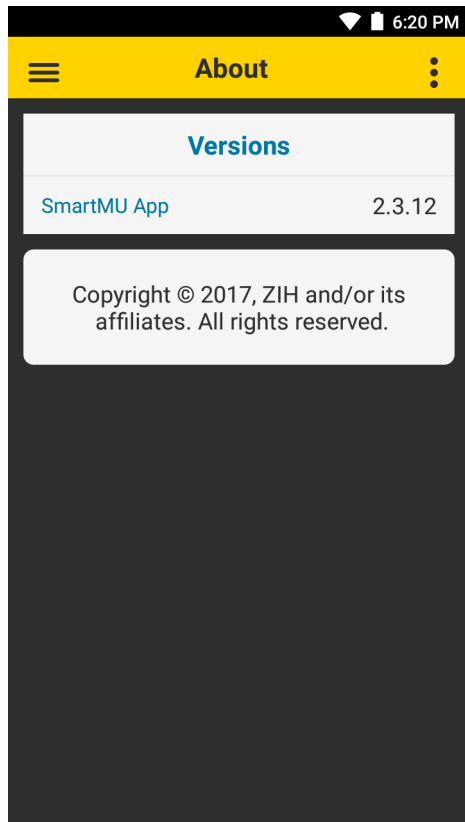 6:20 PM
About
Versions
SmartMU App 2.3.12
Copyright © 2017, ZIH and/or its
affiliates. All rights reserved.